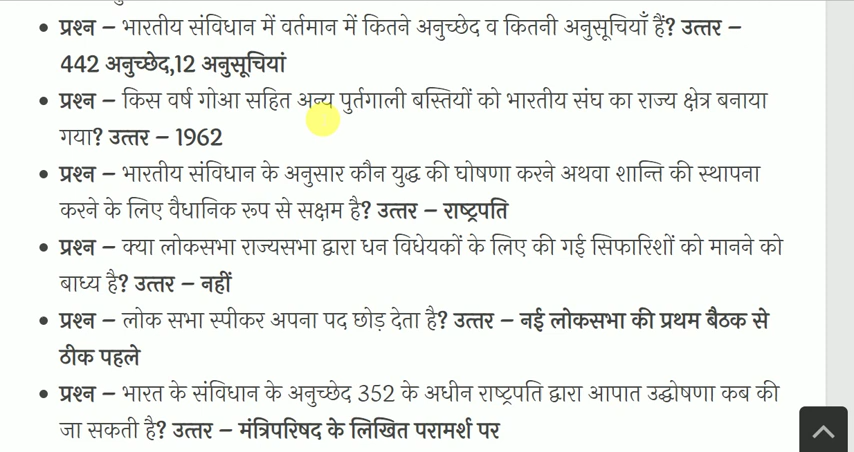 • प्रश्न – भारतीय संविधान में वर्तमान में कितने अनुच्छेद व कितनी अनुसूचियाँ हैं? उत्तर –
442 अनुच्छेद,12 अनुसूचियां
• प्रश्न – किस वर्ष गोआ सहित अन्य पुर्तगाली बस्तियों को भारतीय संघ का राज्य क्षेत्र बनाया
गया? उत्तर – 1962
• प्रश्न – भारतीय संविधान के अनुसार कौन युद्ध की घोषणा करने अथवा शान्ति की स्थापना
करने के लिए वैधानिक रूप से सक्षम है? उत्तर – राष्ट्रपति
• प्रश्न – क्या लोकसभा राज्यसभा द्वारा धन विधेयकों के लिए की गई सिफारिशों को मानने को
बाध्य है? उत्तर – नहीं
• प्रश्न – लोक सभा स्पीकर अपना पद छोड़ देता है? उत्तर – नई लोकसभा की प्रथम बैठक से
ठीक पहले
• प्रश्न – भारत के संविधान के अनुच्छेद 352 के अधीन राष्ट्रपति द्वारा आपात उद्घोषणा कब की
जा सकती है? उत्तर – मंत्रिपरिषद के लिखित परामर्श पर